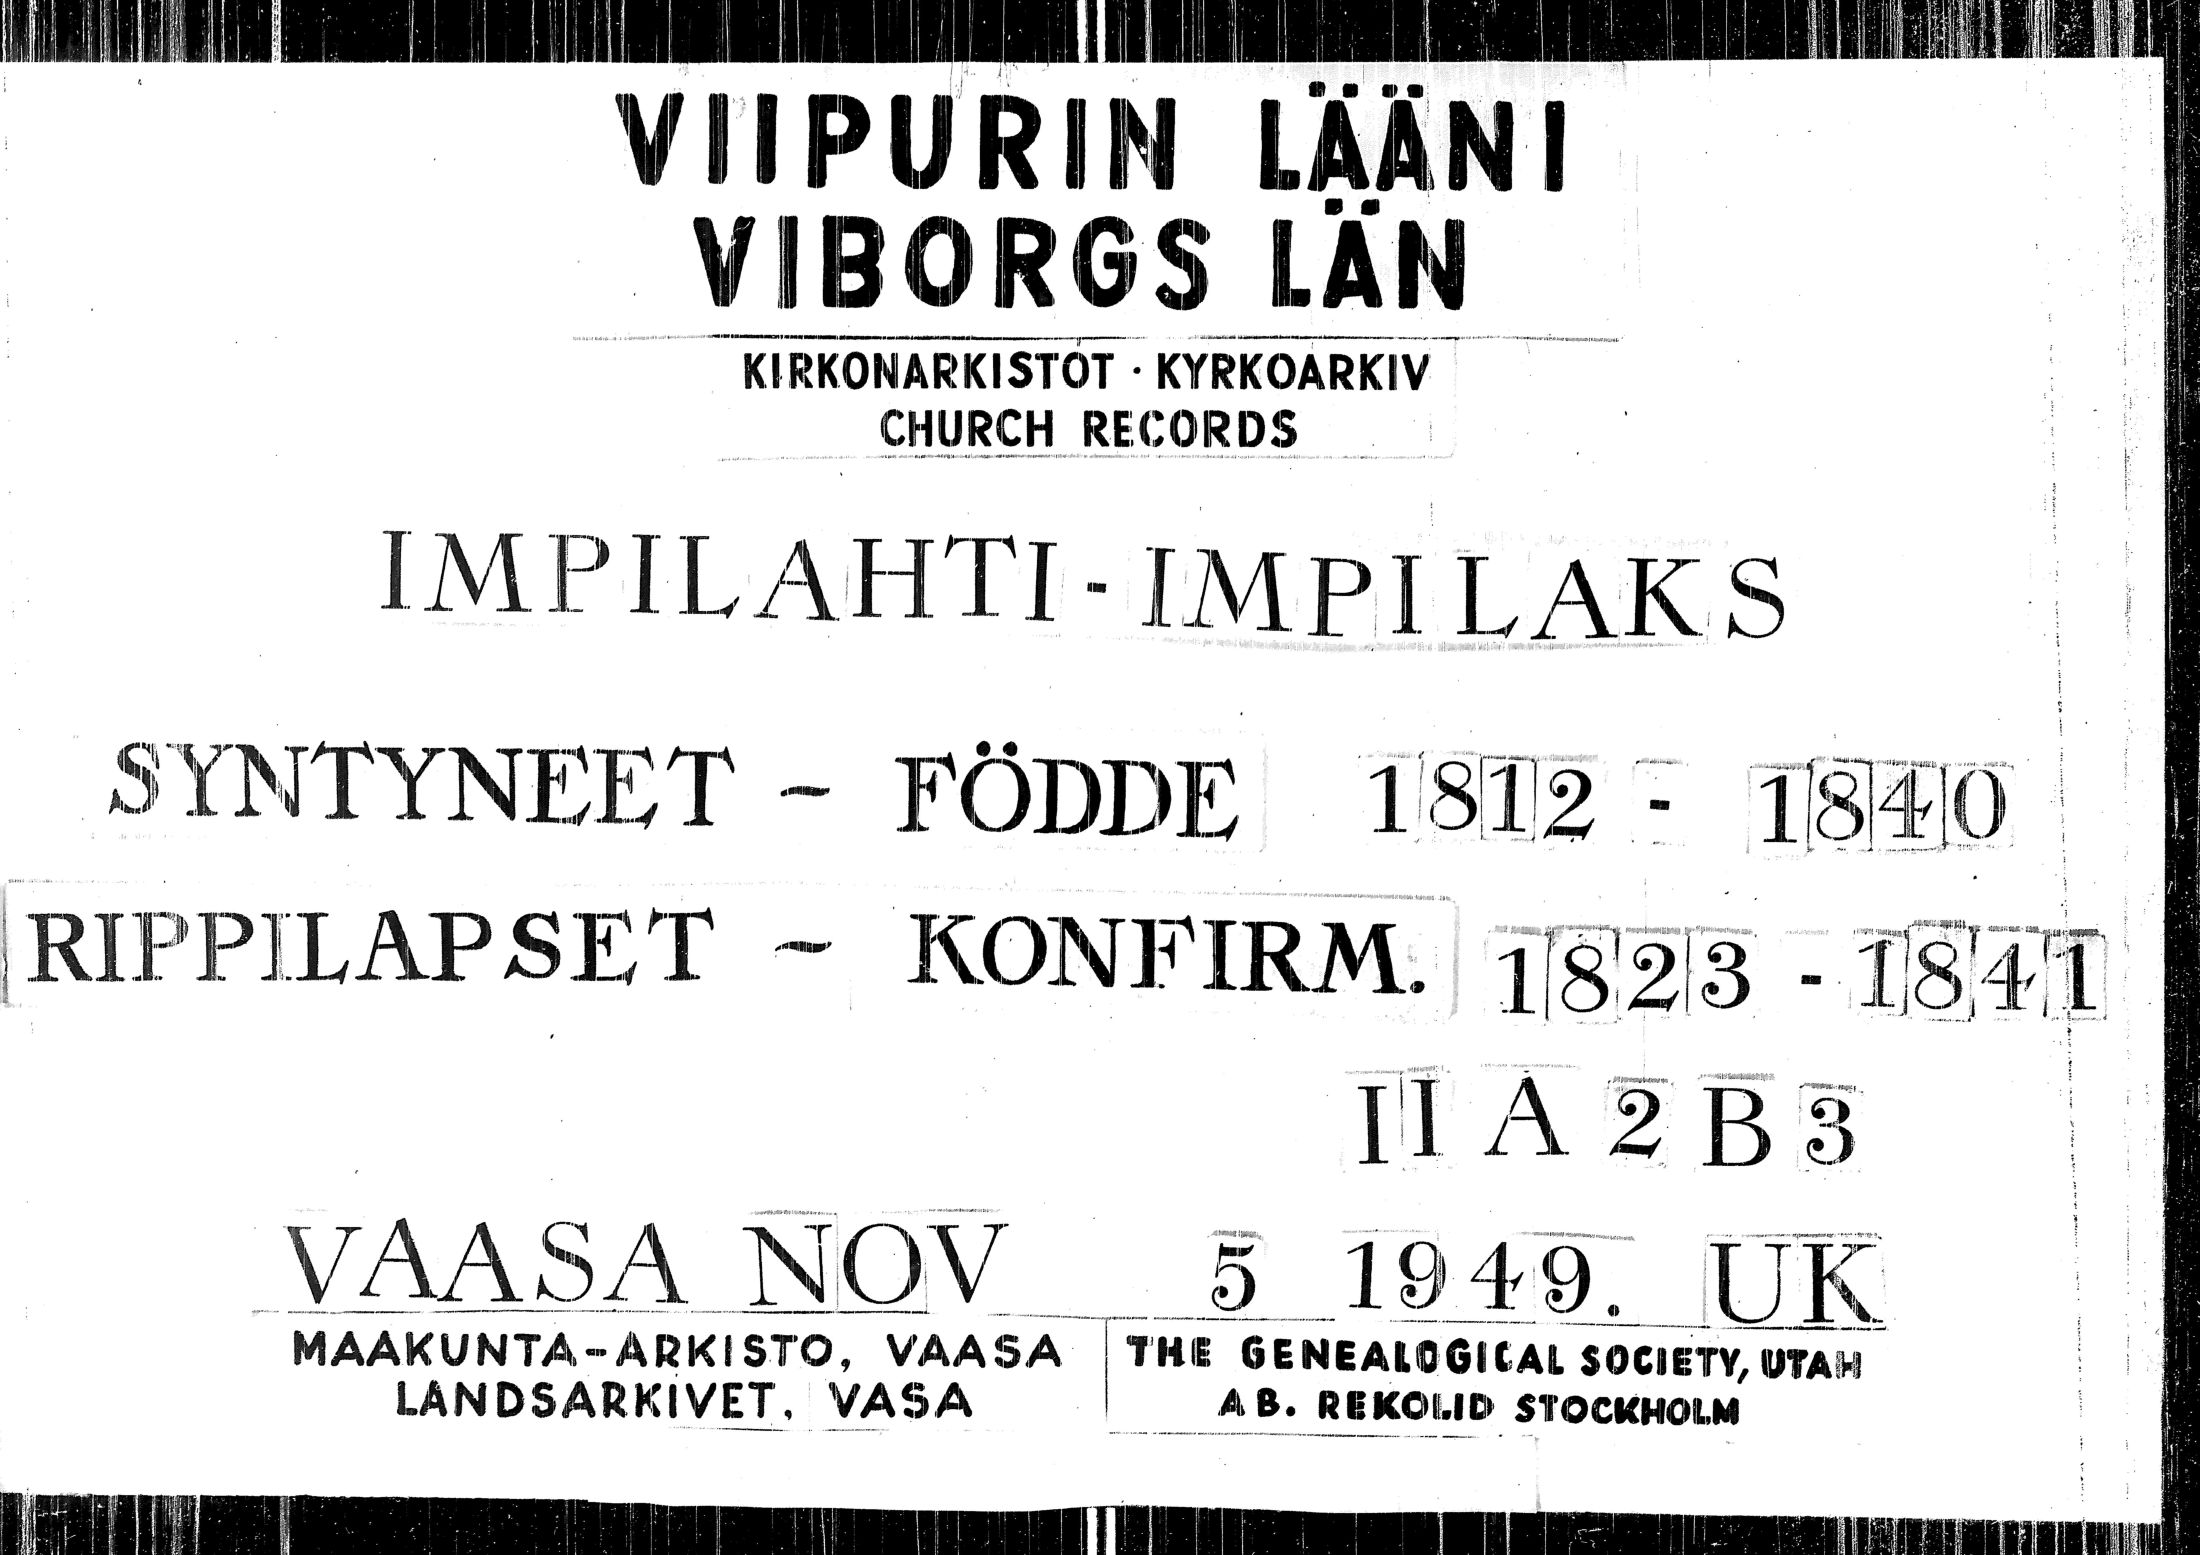 VIIPURIN LÄÄNI
VIBORGS LÄN
KIRKONARKISTOT · KYRKOARKIV
CHURCH RECORDS
IMPILAHTI - IMPILAKS
SYNTYNEET ~ FÖDDE 1812 - 1840
RIPPILAPSET ~ KONFIRM. 1823 - 1841
II A 2 B 3
VAASA NOV 5 1949. UK
MAAKUNTA-ARKISTO, VAASA
LANDSARKIVET, VASA
THE GENEALOGICAL SOCIETY, UTAH
AB. REKOLID STOCKHOLM